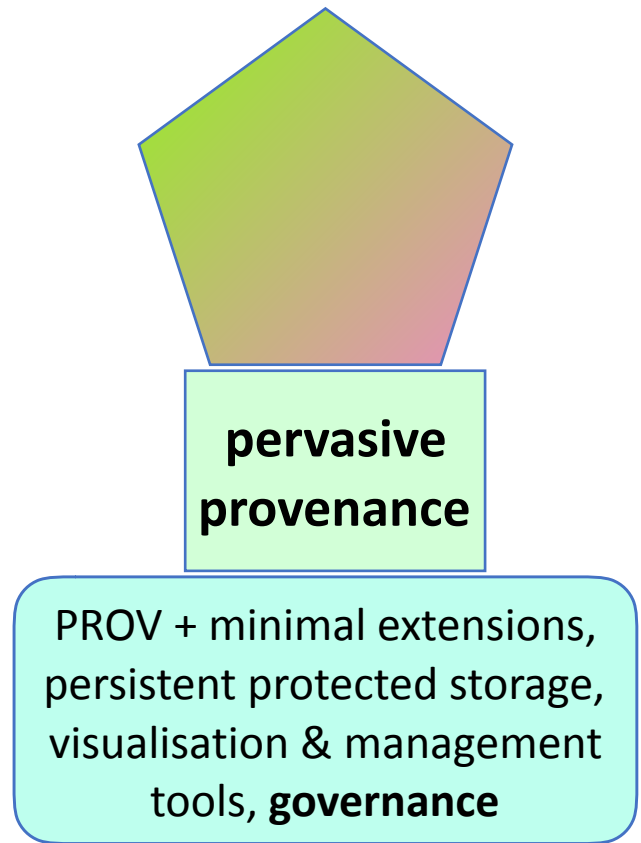 pervasive
provenance
PROV + minimal extensions,
persistent protected storage,
visualisation & management
tools, governance